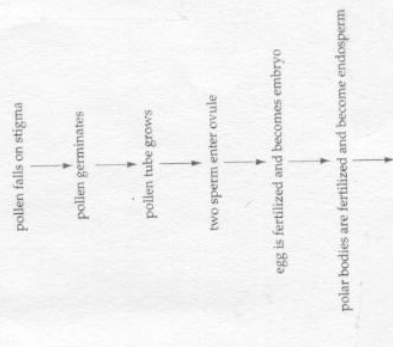 pollen falls on stigma
pollen germinates
pollen tube grows
two sperm enter ovule
egg is fertilized and becomes embryo
polar bodies are fertilized and become endosperm